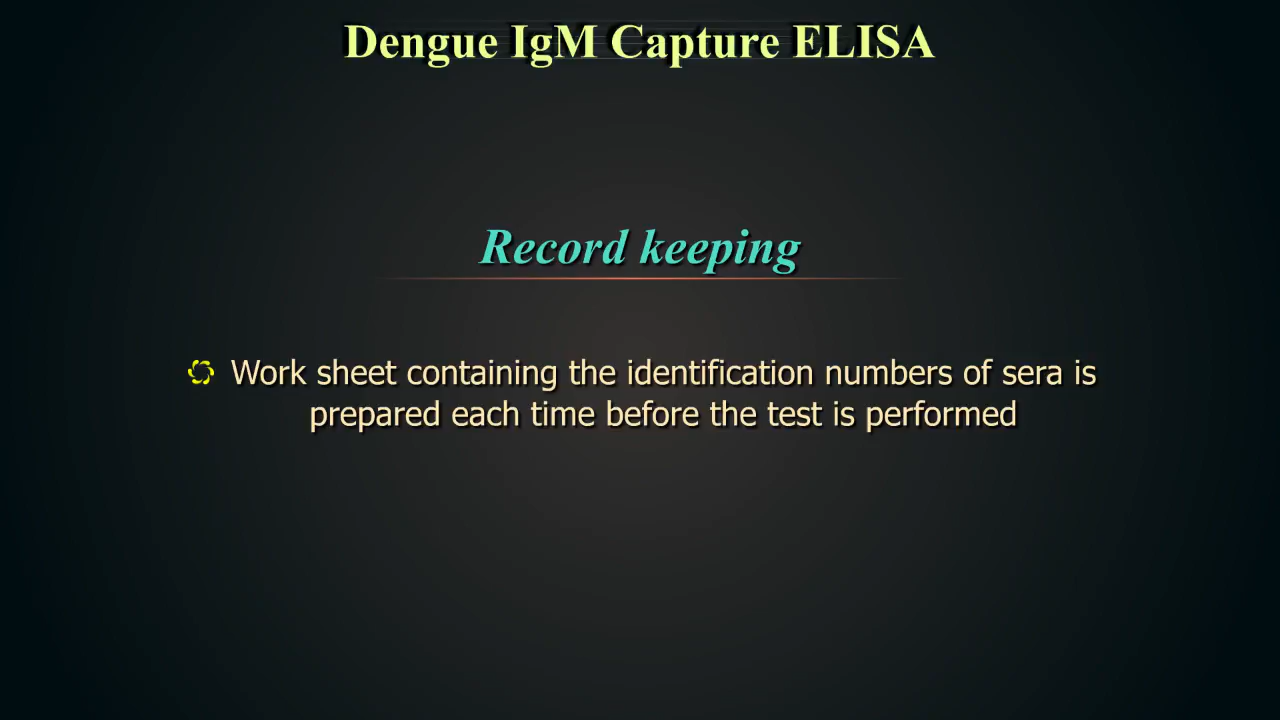 Dengue IgM Capture ELISA
Record keeping
Work sheet containing the identification numbers of sera is
prepared each time before the test is performed